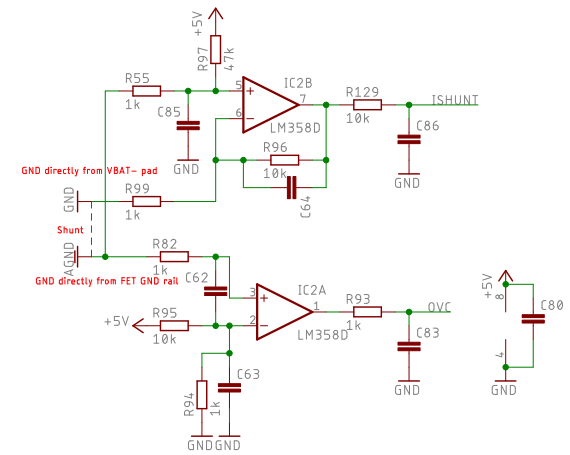 +5V
R97
47k
R55
1k
C85
GND
5
6
7
IC2B
LM358D
R129
10k
ISHUNT
C86
GND
R96
10k
C64
GND directly from VBAT- pad
GND
R99
1k
Shunt
AGND
GND directly from FET GND rail
R82
1k
C62
3
2
1
IC2A
LM358D
+5V
R95
10k
R93
1k
OVC
C83
GND
R94
1k
C63
GND
GND
+5V
8
4
C80
GND